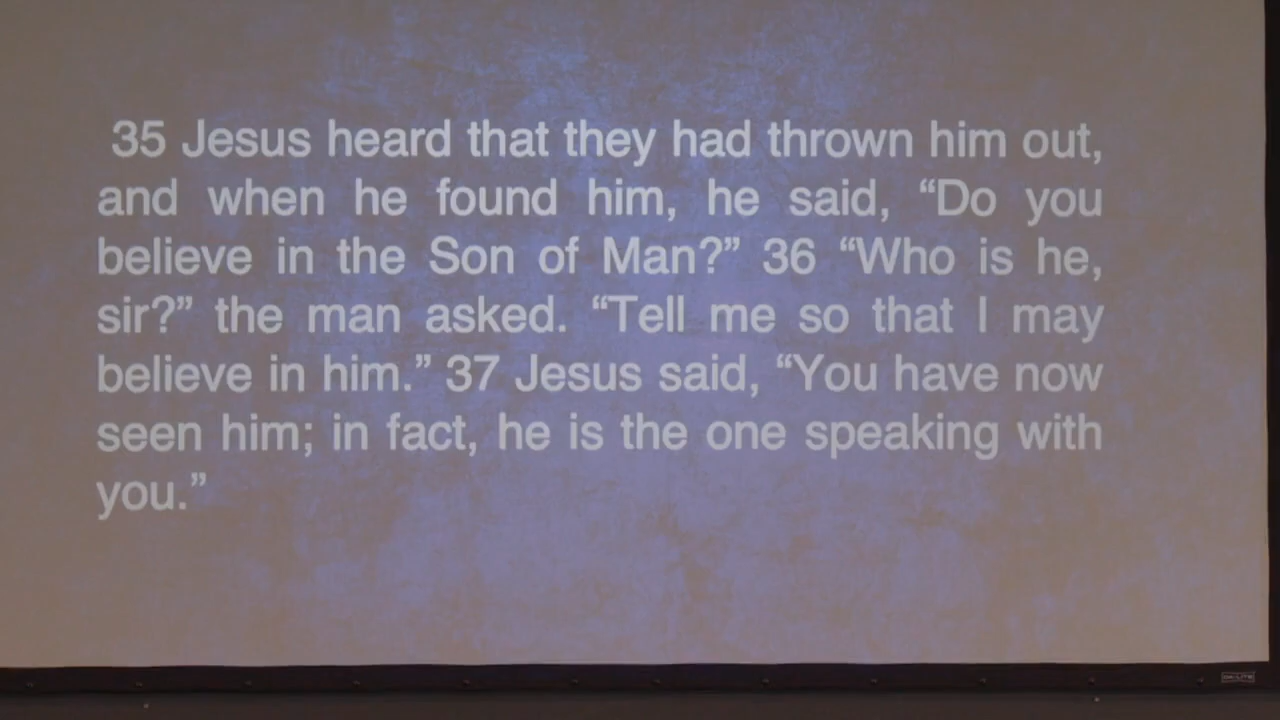 35 Jesus heard that they had thrown him out,
and when he found him, he said, “Do you
believe in the Son of Man?” 36 “Who is he,
sir?” the man asked. “Tell me so that I may
believe in him.” 37 Jesus said, “You have now
seen him; in fact, he is the one speaking with
you.”
DA-LITE